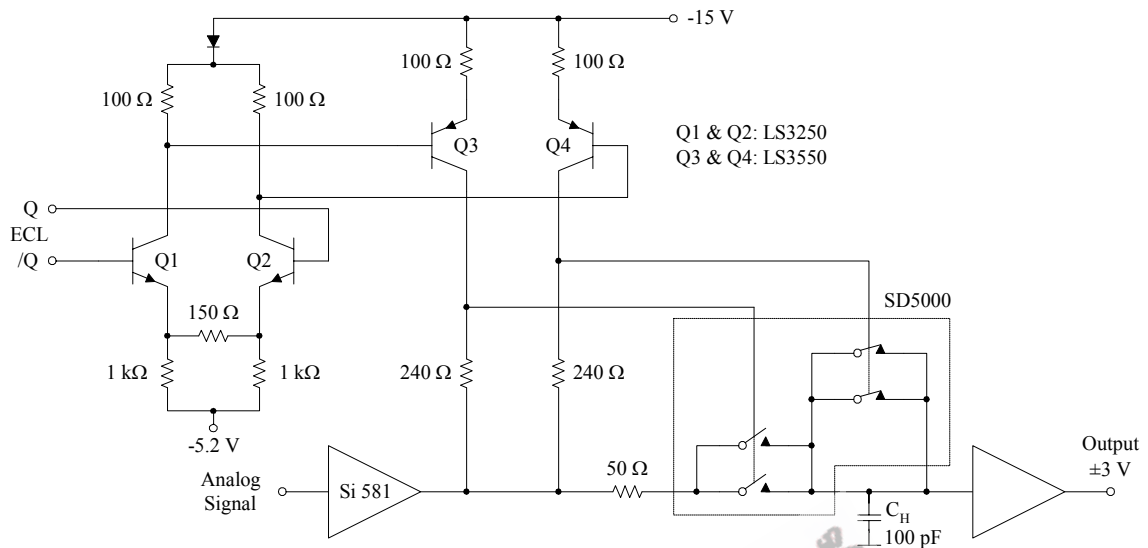 -15 V
100 Ω
100 Ω
100 Ω
100 Ω
Q3
Q4
Q1 & Q2: LS3250
Q3 & Q4: LS3550
Q
ECL
/Q
Q1
Q2
150 Ω
1 kΩ
1 kΩ
-5.2 V
240 Ω
240 Ω
SD5000
Analog
Signal
Si 581
50 Ω
Output
±3 V
CH
100 pF